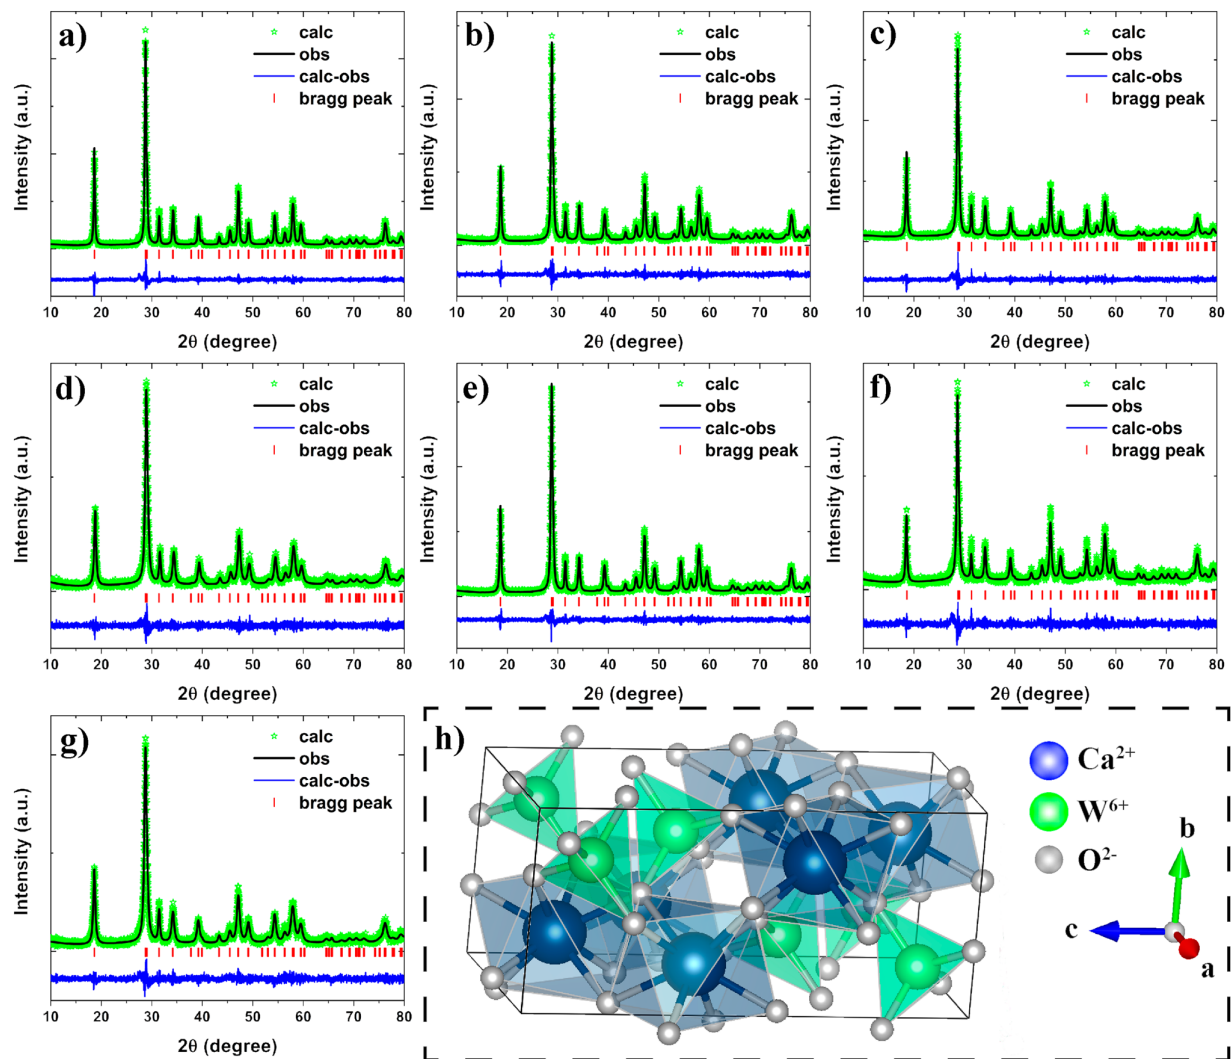 a)
calc
obs
calc-obs
bragg peak
Intensity (a.u.)
10 20 30 40 50 60 70 80
2θ (degree)
b)
calc
obs
calc-obs
bragg peak
Intensity (a.u.)
10 20 30 40 50 60 70 80
2θ (degree)
c)
calc
obs
calc-obs
bragg peak
Intensity (a.u.)
10 20 30 40 50 60 70 80
2θ (degree)
d)
calc
obs
calc-obs
bragg peak
Intensity (a.u.)
10 20 30 40 50 60 70 80
2θ (degree)
e)
calc
obs
calc-obs
bragg peak
Intensity (a.u.)
10 20 30 40 50 60 70 80
2θ (degree)
f)
calc
obs
calc-obs
bragg peak
Intensity (a.u.)
10 20 30 40 50 60 70 80
2θ (degree)
g)
calc
obs
calc-obs
bragg peak
Intensity (a.u.)
10 20 30 40 50 60 70 80
2θ (degree)
h)
Ca²⁺
W⁶⁺
O²⁻
b
c
a